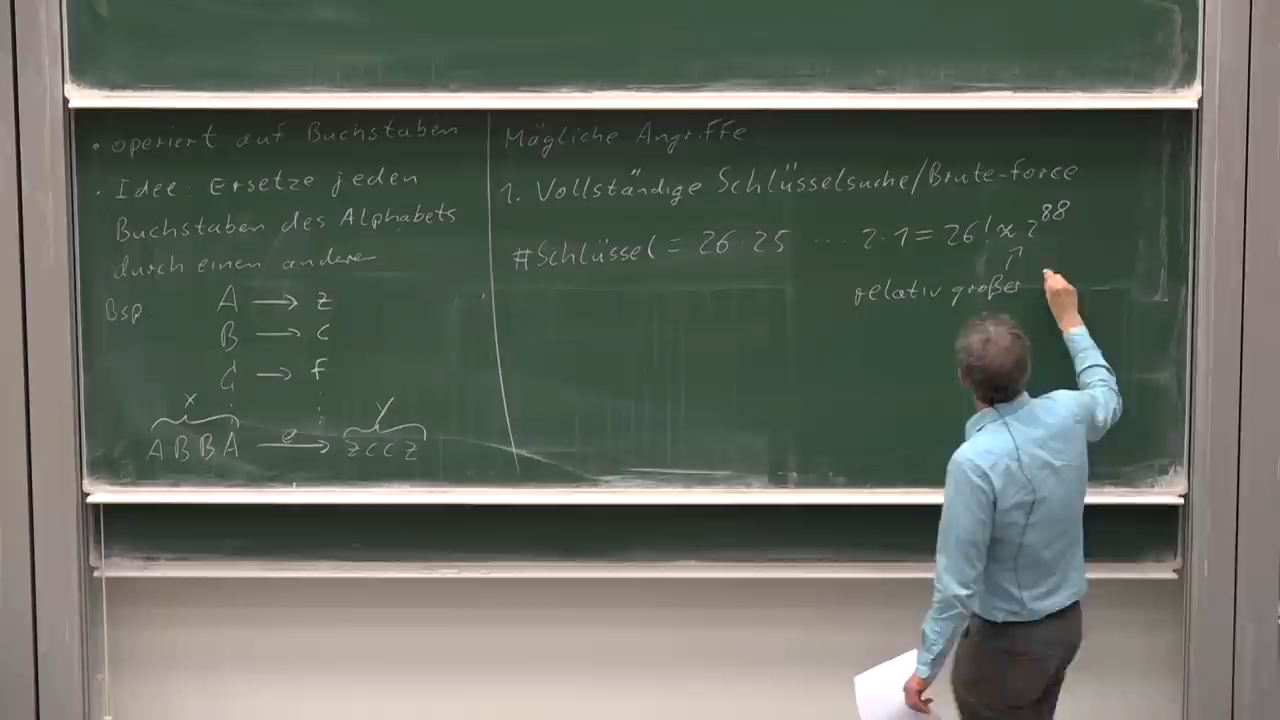 • operiert auf Buchstaben
• Idee: Ersetze jeden
Buchstaben des Alphabets
durch einen anderen
Bsp A → z
B → c
C → f
x
y
ABBA e→ zccz
Mögliche Angriffe
1. Vollständige Schlüsselsuche/Brute-force
#Schlüssel = 26·25 ···· 2·1 = 26! ≈ 2^88
relativ großer